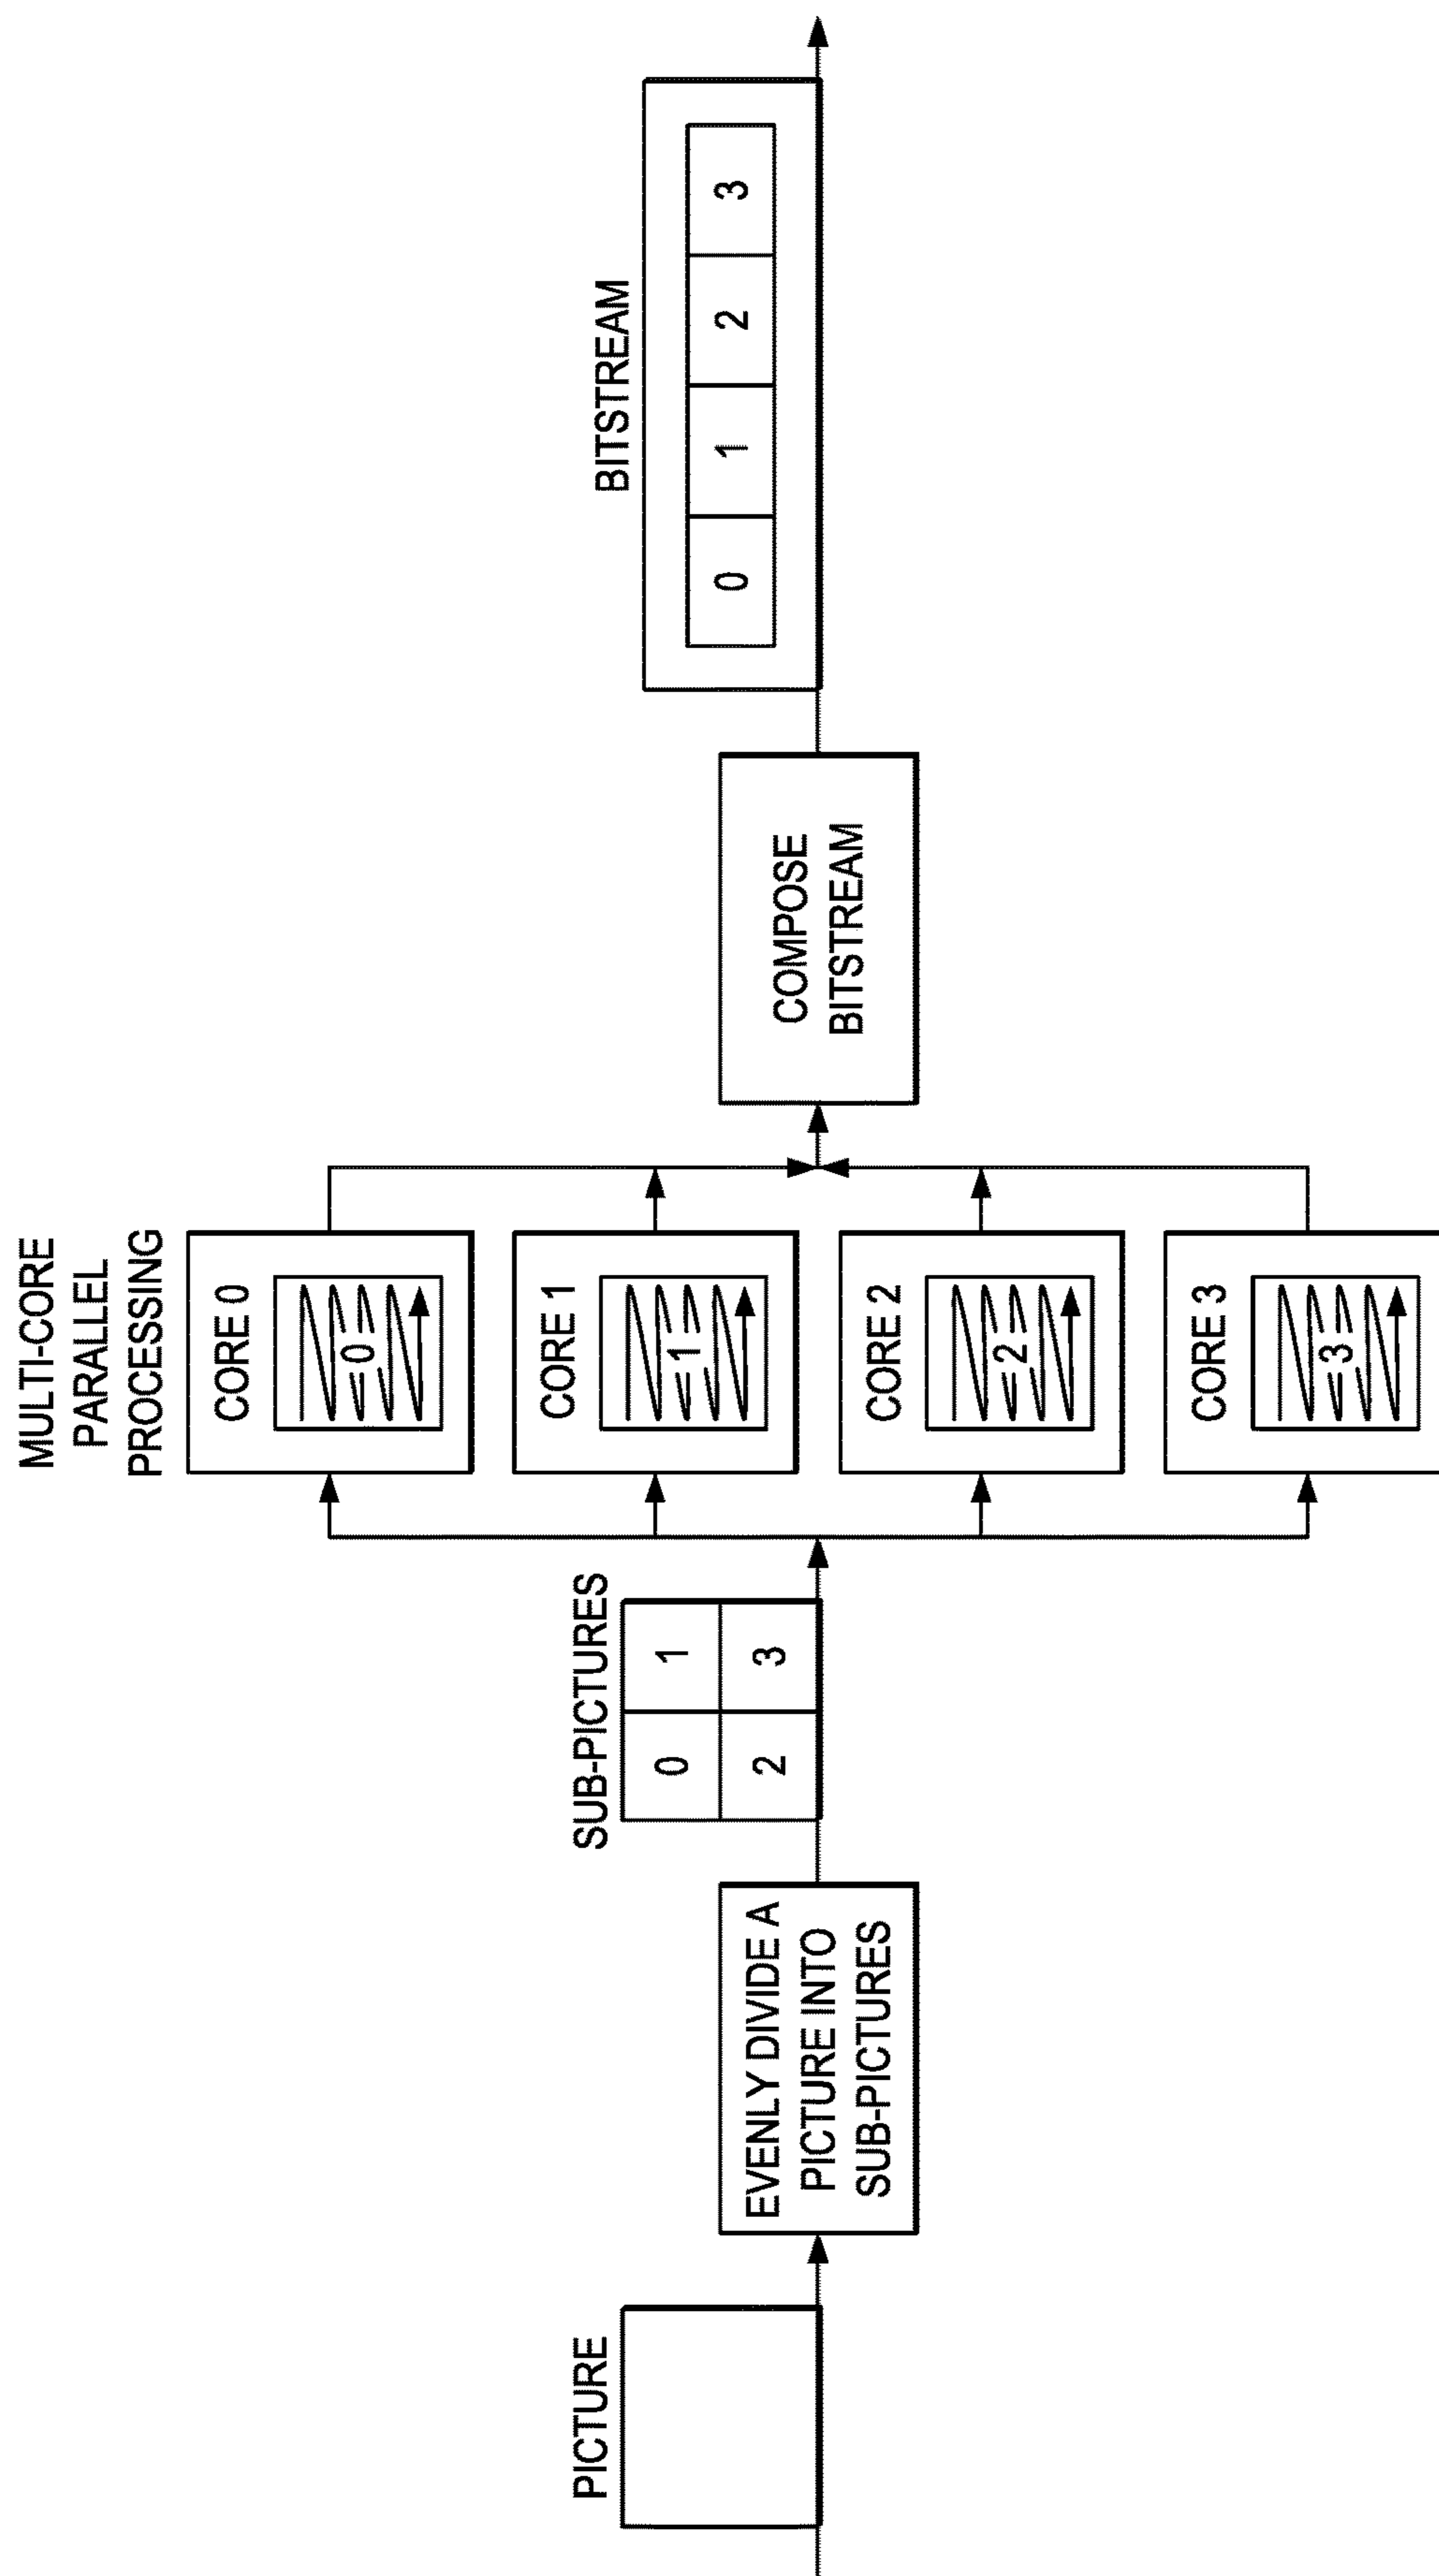 PICTURE
EVENLY DIVIDE A
PICTURE INTO
SUB-PICTURES
SUB-PICTURES
0 1
2 3
MULTI-CORE
PARALLEL
PROCESSING
CORE 0
0
CORE 1
1
CORE 2
2
CORE 3
3
COMPOSE
BITSTREAM
BITSTREAM
0 1 2 3